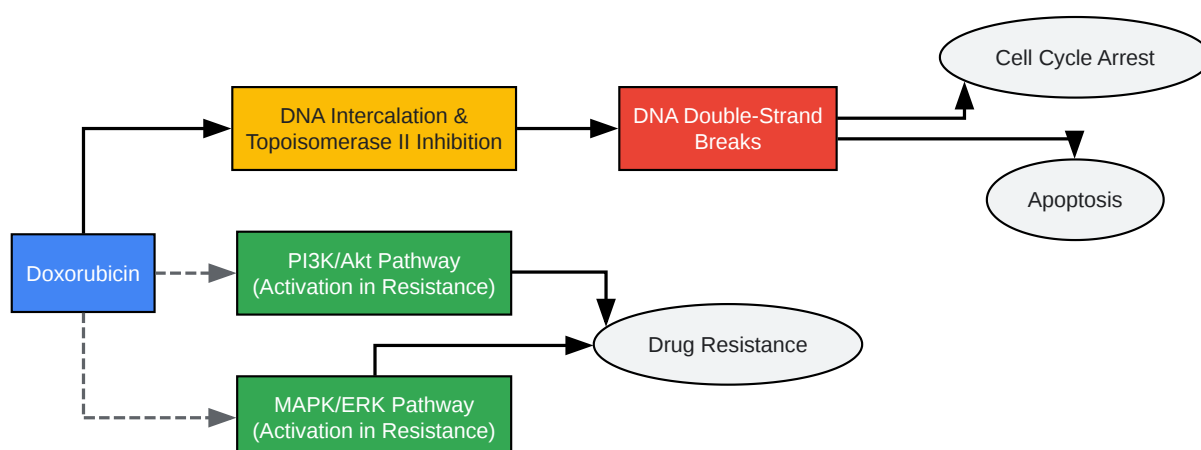 Cell Cycle Arrest
DNA Intercalation &
Topoisomerase II Inhibition
DNA Double-Strand
Breaks
Apoptosis
Doxorubicin
PI3K/Akt Pathway
(Activation in Resistance)
Drug Resistance
MAPK/ERK Pathway
(Activation in Resistance)